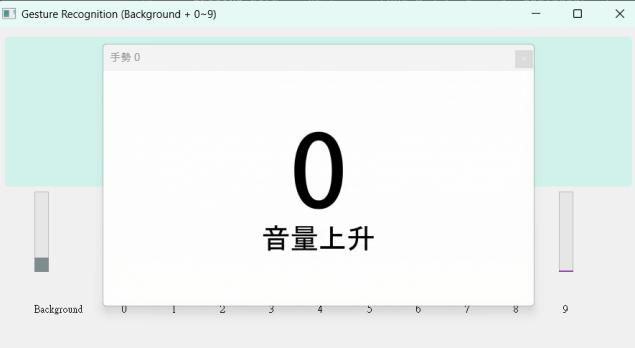 Gesture Recognition (Background + 0~9)
手勢 0
0
音量上升
Background 0 1 2 3 4 5 6 7 8 9